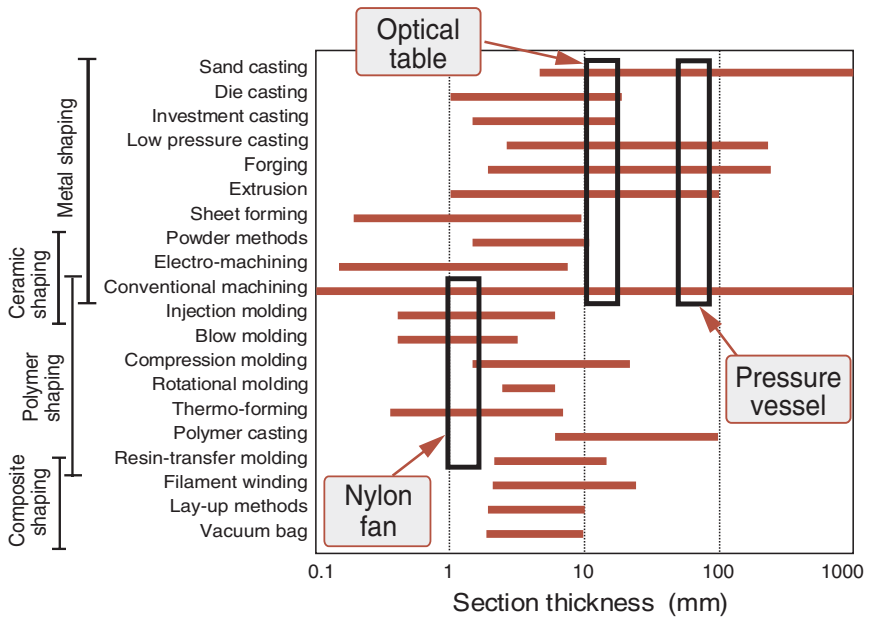 Optical
table
Metal shaping
Ceramic
shaping
Polymer
shaping
Composite
shaping
Sand casting
Die casting
Investment casting
Low pressure casting
Forging
Extrusion
Sheet forming
Powder methods
Electro-machining
Conventional machining
Injection molding
Blow molding
Compression molding
Rotational molding
Thermo-forming
Polymer casting
Resin-transfer molding
Filament winding
Lay-up methods
Vacuum bag
Pressure
vessel
Nylon
fan
0.1 1 10 100 1000
Section thickness (mm)